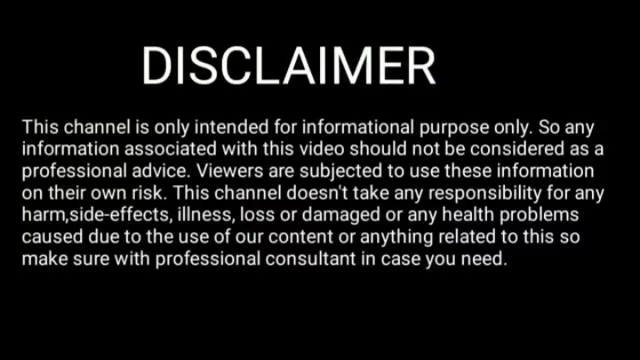 DISCLAIMER
This channel is only intended for informational purpose only. So any
information associated with this video should not be considered as a
professional advice. Viewers are subjected to use these information
on their own risk. This channel doesn't take any responsibility for any
harm,side-effects, illness, loss or damaged or any health problems
caused due to the use of our content or anything related to this so
make sure with professional consultant in case you need.